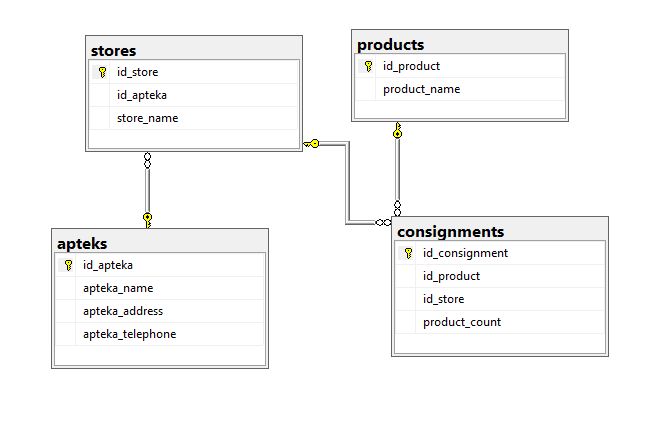 stores
id_store
id_apteka
store_name
products
id_product
product_name
apteks
id_apteka
apteka_name
apteka_address
apteka_telephone
consignments
id_consignment
id_product
id_store
product_count